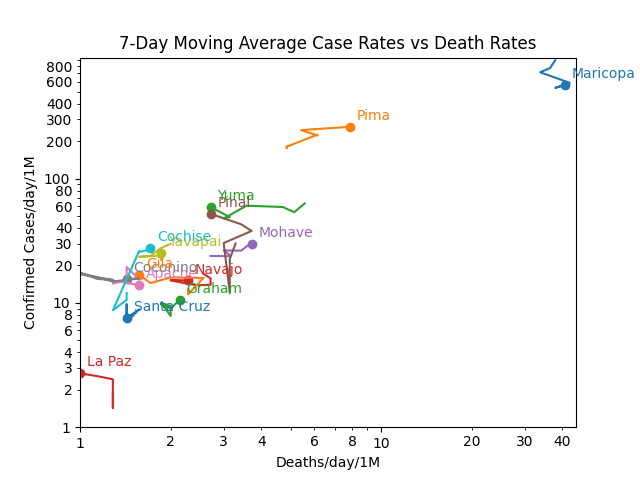 7-Day Moving Average Case Rates vs Death Rates
800
600
400
300
200
100
80
60
40
30
20
10
8
6
4
3
2
1
Confirmed Cases/day/1M
Maricopa
Pima
Yuma
Pinal
Mohave
Cochise
Yavapai
Coconino
Gila
Navajo
Apache
Graham
Santa Cruz
La Paz
1
2
3
4
6
8
10
20
30
40
Deaths/day/1M